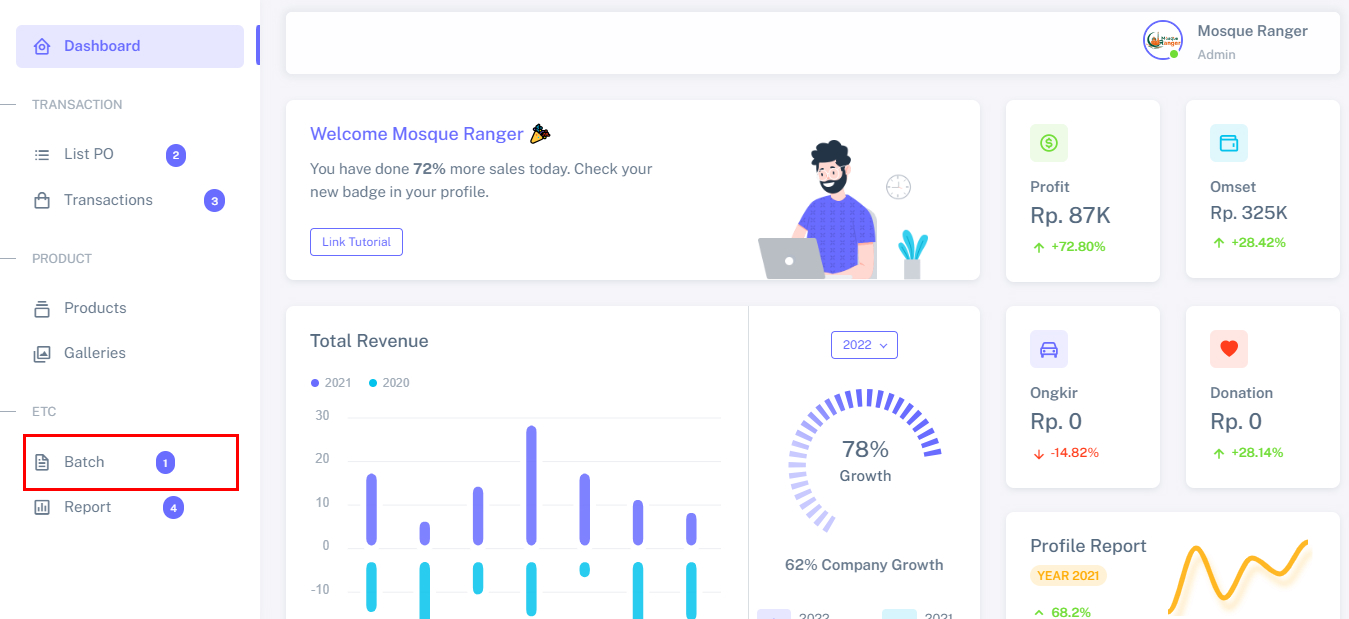 Dashboard
TRANSACTION
List PO 2
Transactions 3
PRODUCT
Products
Galleries
ETC
Batch 1
Report 4
Mosque Ranger
Admin
Mosque
Ranger
Welcome Mosque Ranger
You have done 72% more sales today. Check your
new badge in your profile.
Link Tutorial
Profit
Rp. 87K
+72.80%
Omset
Rp. 325K
+28.42%
Total Revenue
2021 2020
30
20
10
0
-10
2022
78%
Growth
62% Company Growth
2022 2021
Ongkir
Rp. 0
-14.82%
Donation
Rp. 0
+28.14%
Profile Report
YEAR 2021
68.2%